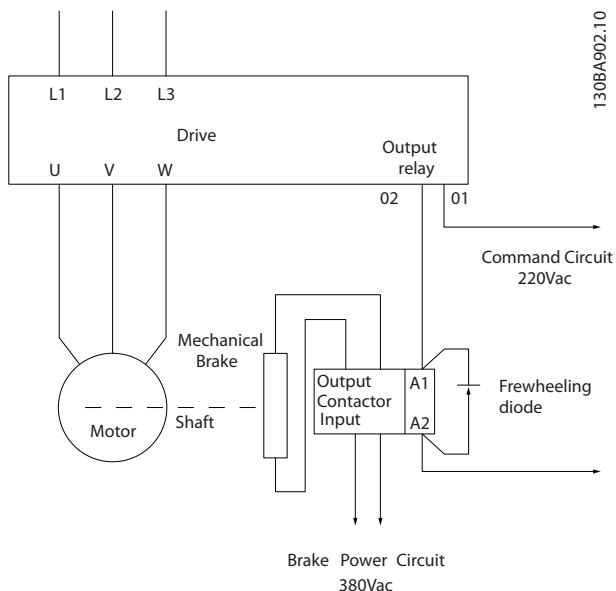 130BA902.10
L1 L2 L3
Drive
Output
relay
U V W
02 01
Command Circuit
220Vac
Mechanical
Brake
Output
Contactor
Input
A1
A2
Frewheeling
diode
Shaft
Motor
Brake Power Circuit
380Vac